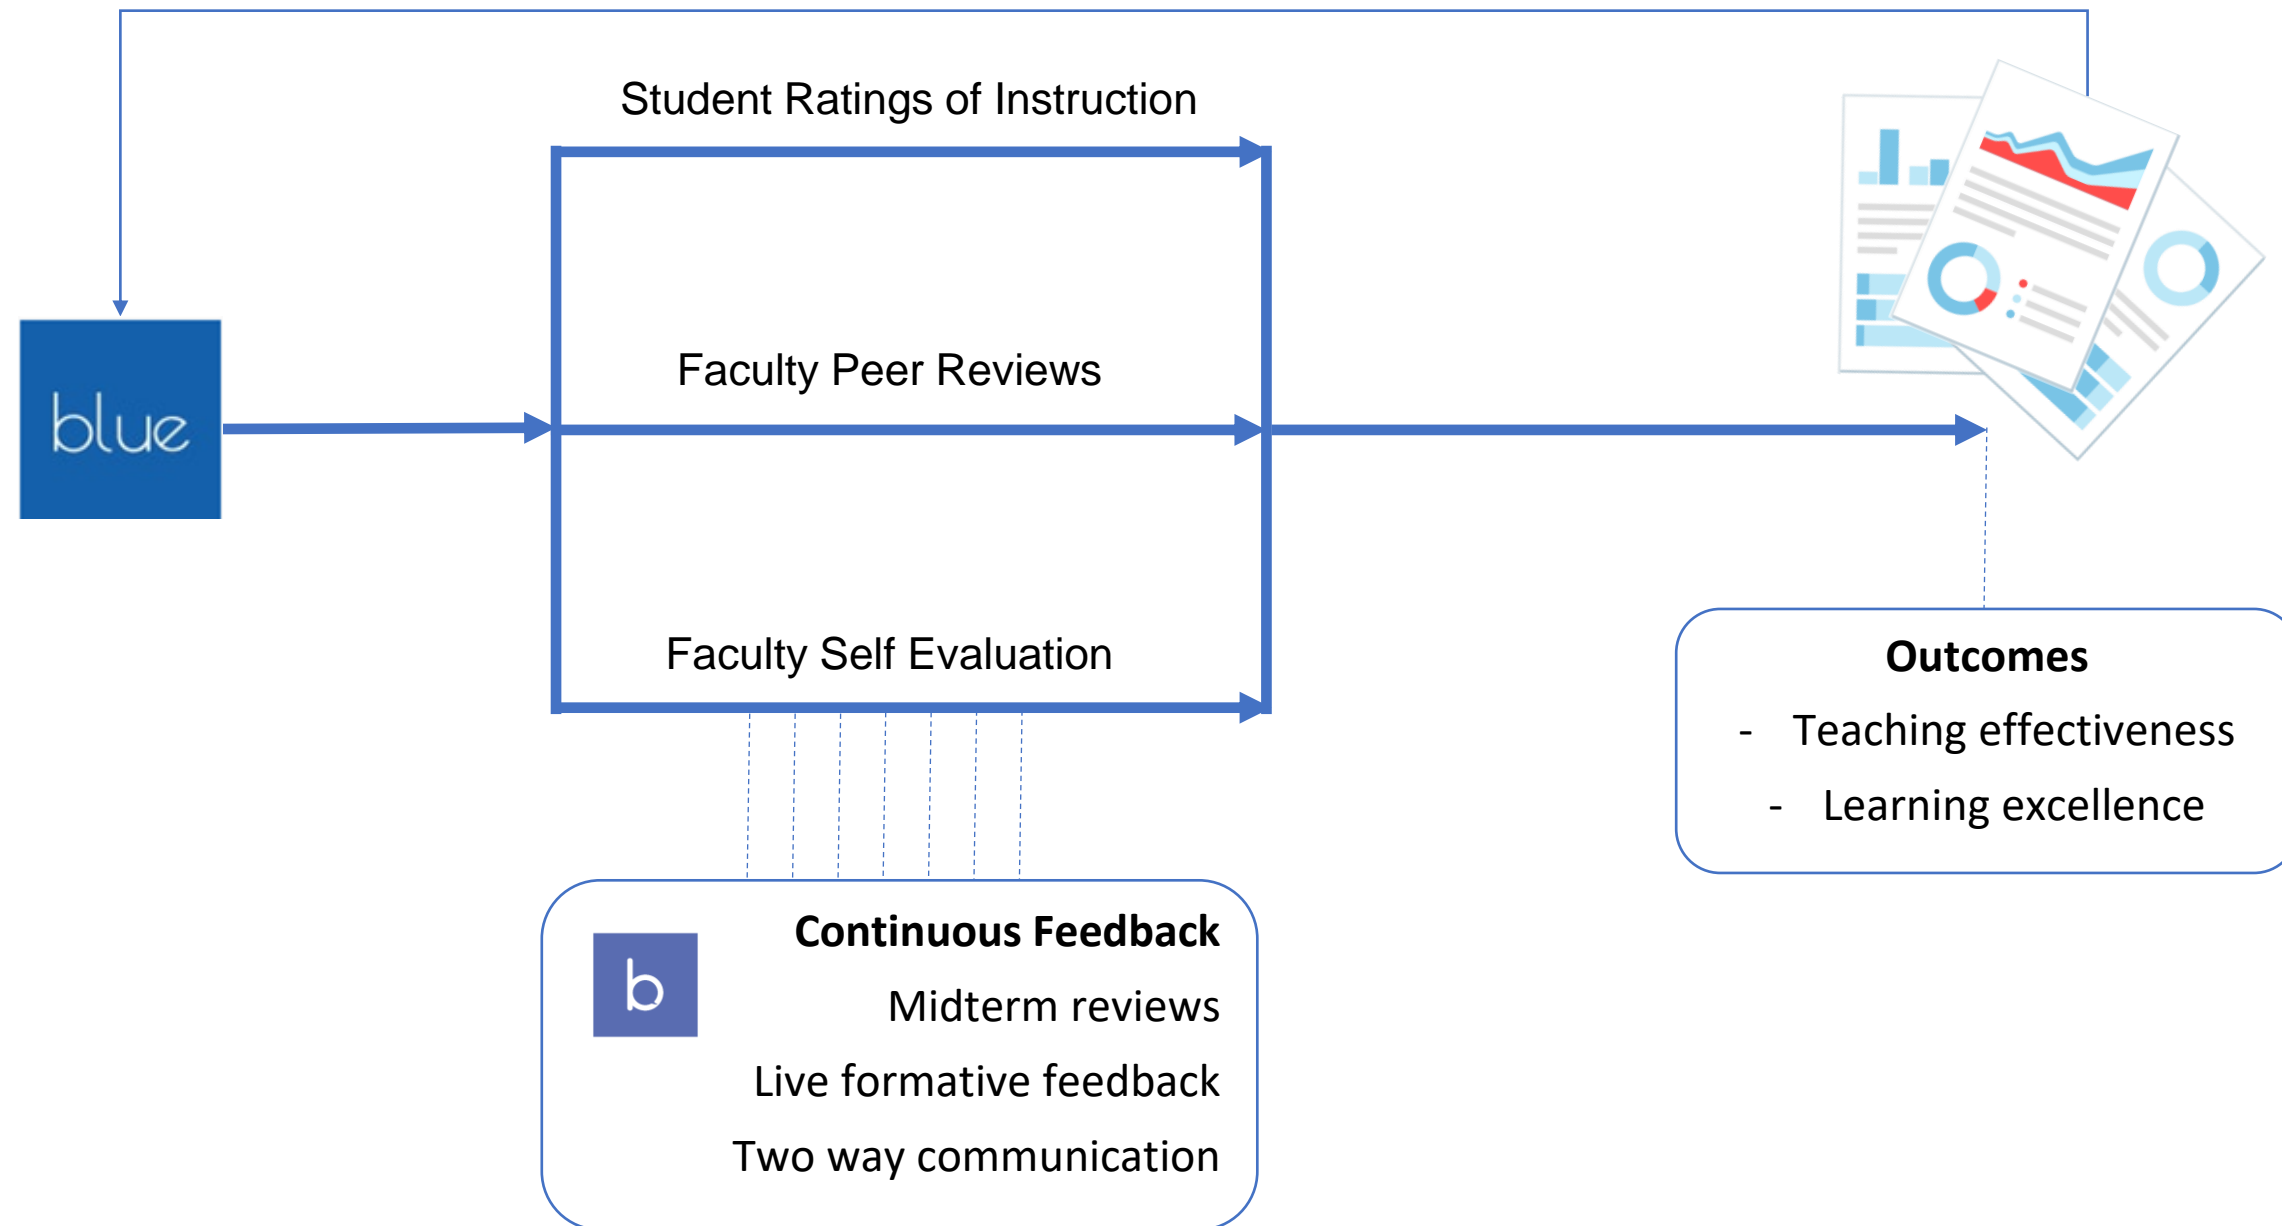 Student Ratings of Instruction
Faculty Peer Reviews
blue
Faculty Self Evaluation
Outcomes
- Teaching effectiveness
- Learning excellence
Continuous Feedback
b
Midterm reviews
Live formative feedback
Two way communication